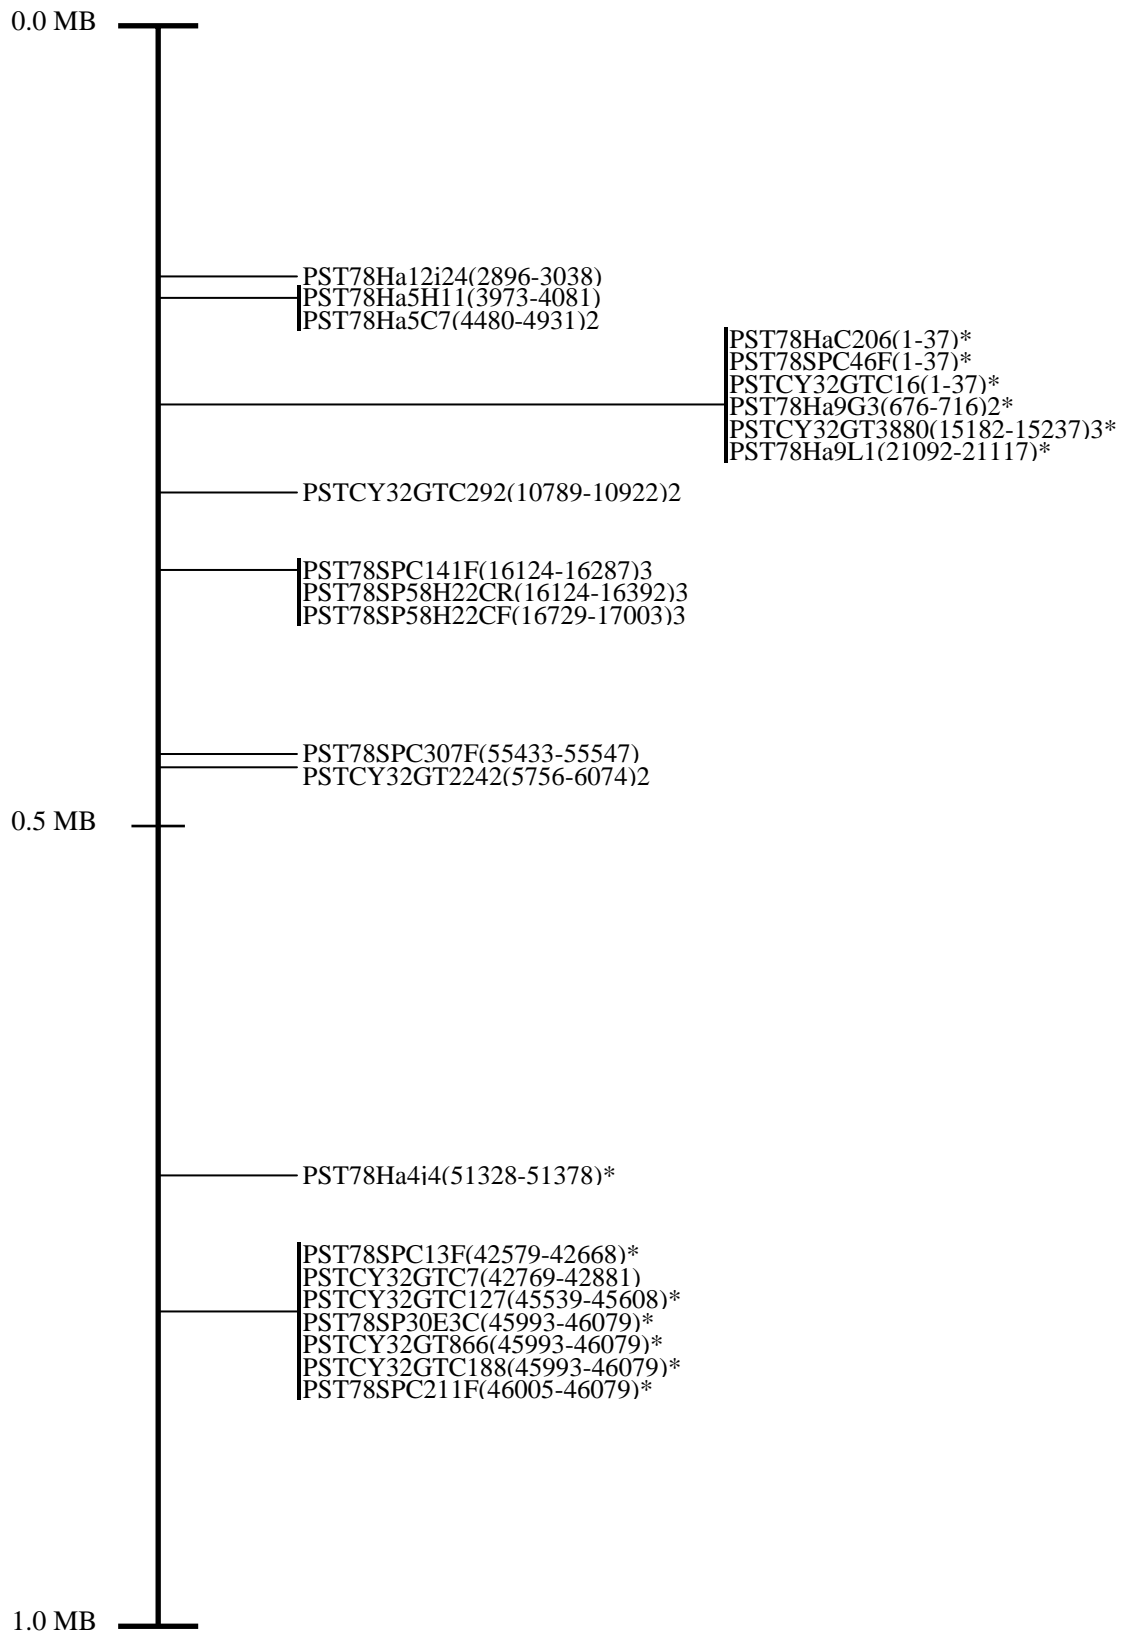 0.0 MB
PST78Ha12i24(2896-3038)
PST78Ha5H11(3973-4081)
PST78Ha5C7(4480-4931)2
PST78HaC206(1-37)*
PST78SPC46F(1-37)*
PSTCY32GTC16(1-37)*
PST78Ha9G3(676-716)2*
PSTCY32GT3880(15182-15237)3*
PST78Ha9L1(21092-21117)*
PSTCY32GTC292(10789-10922)2
PST78SPC141F(16124-16287)3
PST78SP58H22CR(16124-16392)3
PST78SP58H22CF(16729-17003)3
PST78SPC307F(55433-55547)
PSTCY32GT2242(5756-6074)2
0.5 MB
PST78Ha4j4(51328-51378)*
PST78SPC13F(42579-42668)*
PSTCY32GTC7(42769-42881)
PSTCY32GTC127(45539-45608)*
PST78SP30E3C(45993-46079)*
PSTCY32GT866(45993-46079)*
PSTCY32GTC188(45993-46079)*
PST78SPC211F(46005-46079)*
1.0 MB